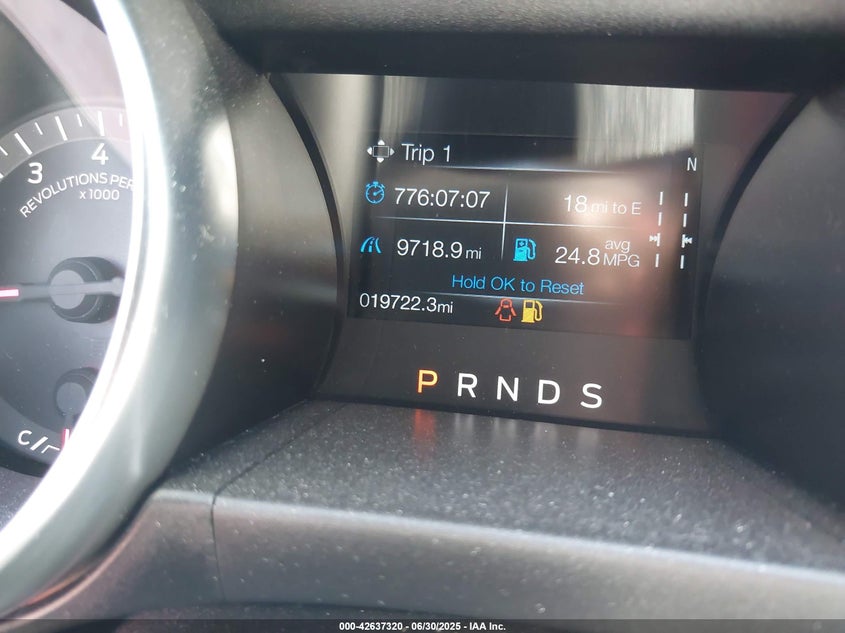 3
4
REVOLUTIONS PER
x 1000
Trip 1
N
776:07:07
18 mi to E
9718.9 mi
24.8 avg MPG
Hold OK to Reset
019722.3mi
P R N D S
C
000-42637320 - 06/30/2025 - IAA Inc.